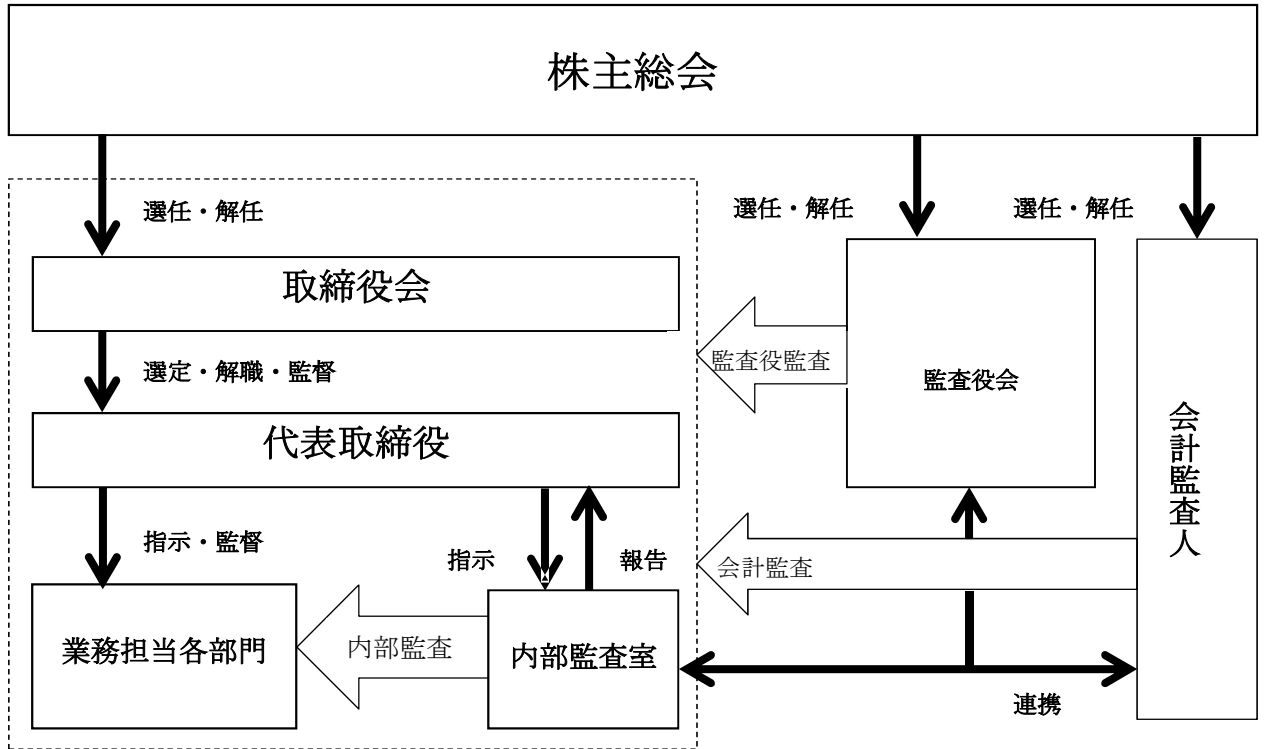 株主総会
選任・解任
選任・解任
選任・解任
取締役会
監査役監査
監査役会
選定・解職・監督
代表取締役
会計監査人
指示・監督
指示
報告
会計監査
業務担当各部門
内部監査
内部監査室
連携